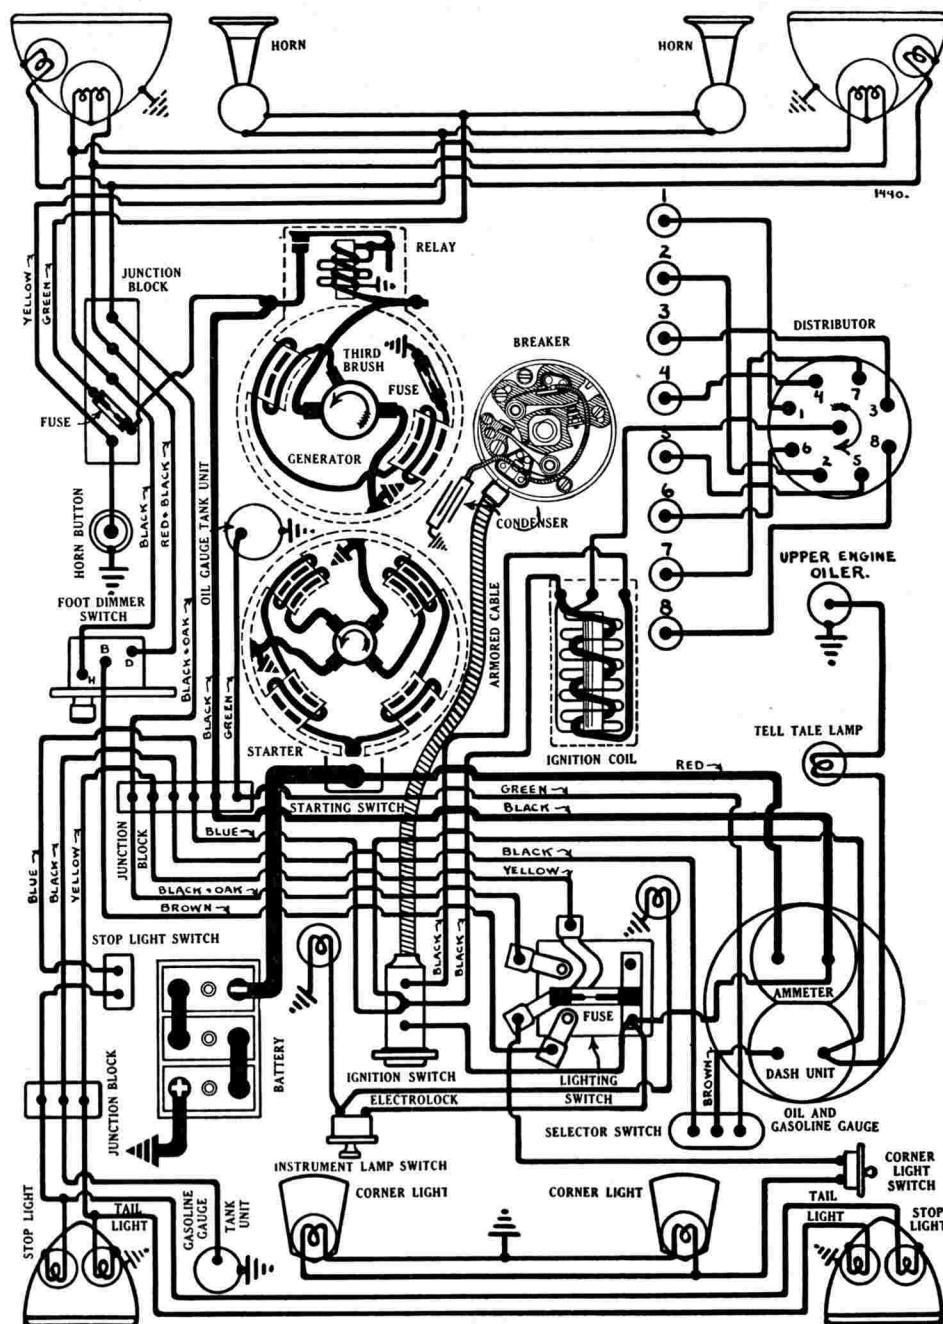 HORN
HORN
1440.
RELAY
1
2
3
4
5
6
7
8
YELLOW
GREEN
JUNCTION
BLOCK
THIRD
BRUSH
FUSE
GENERATOR
BREAKER
DISTRIBUTOR
4
7
1
3
6
8
2
5
FUSE
HORN BUTTON
BLACK
RED & BLACK
OIL GAUGE TANK UNIT
CONDENSER
UPPER ENGINE
OILER.
FOOT DIMMER
SWITCH
B
D
H
BLACK & OAK
BLACK
GREEN
ARMORED CABLE
STARTER
IGNITION COIL
TELL TALE LAMP
RED
GREEN
STARTING SWITCH
BLACK
JUNCTION
BLOCK
BLUE
BLUE
BLACK
YELLOW
BLACK
YELLOW
BLACK & OAK
BROWN
STOP LIGHT SWITCH
BLACK
BLACK
BATTERY
FUSE
AMMETER
DASH UNIT
IGNITION SWITCH
LIGHTING
SWITCH
BROWN
ELECTROLOCK
OIL AND
GASOLINE GAUGE
SELECTOR SWITCH
JUNCTION BLOCK
INSTRUMENT LAMP SWITCH
CORNER
LIGHT
SWITCH
CORNER LIGHT
CORNER LIGHT
STOP LIGHT
TAIL
LIGHT
GASOLINE
GAUGE
TANK
UNIT
TAIL
LIGHT
STOP
LIGHT